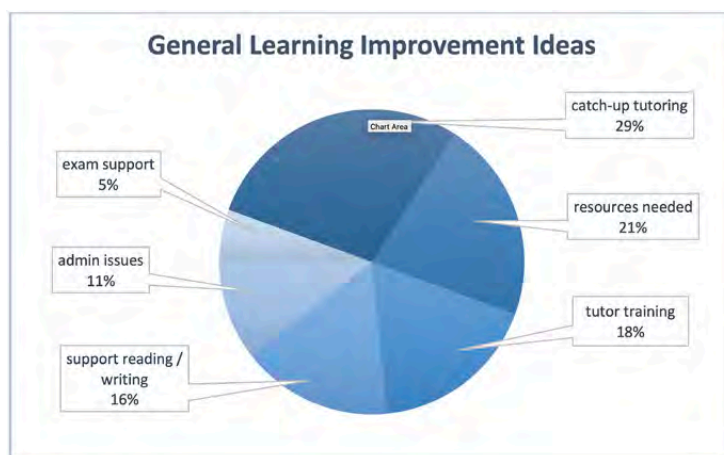 General Learning Improvement Ideas
catch-up tutoring
29%
Chart Area
exam support
5%
resources needed
21%
admin issues
11%
tutor training
18%
support reading /
writing
16%